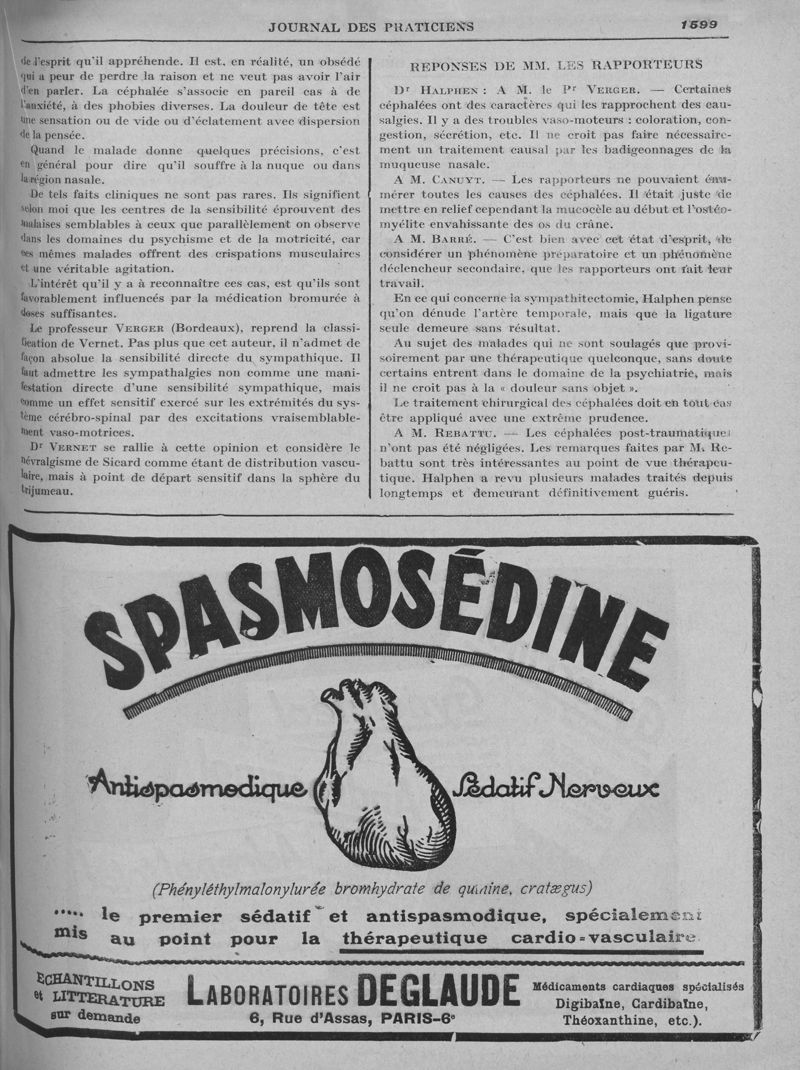 JOURNAL DES PRATICIENS 1599
de l'esprit qu'il appréhende. Il est, en réalité, un obsédé
qui a peur de perdre la raison et ne veut pas avoir l'air
d'en parler. La céphalée s'associe en pareil cas à de
l'anxiété, à des phobies diverses. La douleur de tête est
une sensation ou de vide ou d'éclatement avec dispersion
de la pensée.
Quand le malade donne quelques précisions, c'est
en général pour dire qu'il souffre à la nuque ou dans
la région nasale.
De tels faits cliniques ne sont pas rares. Ils signifient
selon moi que les centres de la sensibilité éprouvent des
malaises semblables à ceux que parallèlement on observe
dans les domaines du psychisme et de la motricité, car
ces mêmes malades offrent des crispations musculaires
et une véritable agitation.
L'intérêt qu'il y a à reconnaître ces cas, est qu'ils sont
favorablement influencés par la médication bromurée à
doses suffisantes.
Le professeur VERGER (Bordeaux), reprend la classi-
fication de Vernet. Pas plus que cet auteur, il n'admet de
façon absolue la sensibilité directe du sympathique. Il
faut admettre les sympathalgies non comme une mani-
festation directe d'une sensibilité sympathique, mais
comme un effet sensitif exercé sur les extrémités du sys-
tème cérébro-spinal par des excitations vraisemblable-
ment vaso-motrices.
Dr VERNET se rallie à cette opinion et considère le
névralgisme de Sicard comme étant de distribution vascu-
laire, mais à point de départ sensitif dans la sphère du
trijumeau.
REPONSES DE MM. LES RAPPORTEURS
Dr HALPHEN : A M. le Pr VERGER. — Certaines
céphalées ont des caractères qui les rapprochent des cau-
salgies. Il y a des troubles vaso-moteurs : coloration, con-
gestion, sécrétion, etc. Il ne croit pas faire nécessaire-
ment un traitement causal par les badigeonnages de la
muqueuse nasale.
A M. CANUYT. — Les rapporteurs ne pouvaient énu-
mérer toutes les causes des céphalées. Il était juste de
mettre en relief cependant la mucocèle au début et l'ostéo-
myélite envahissante des os du crâne.
A M. BARRÉ. — C'est bien avec cet état d'esprit, de
considérer un phénomène préparatoire et un phénomène
déclencheur secondaire, que les rapporteurs ont fait leur
travail.
En ce qui concerne la sympathitectomie, Halphen pense
qu'on dénude l'artère temporale, mais que la ligature
seule demeure sans résultat.
Au sujet des malades qui ne sont soulagés que provi-
soirement par une thérapeutique quelconque, sans doute
certains entrent dans le domaine de la psychiatrie, mais
il ne croit pas à la « douleur sans objet ».
Le traitement chirurgical des céphalées doit en tout cas
être appliqué avec une extrême prudence.
A M. REBATTU. — Les céphalées post-traumatiques
n'ont pas été négligées. Les remarques faites par M. Re-
battu sont très intéressantes au point de vue thérapeu-
tique. Halphen a revu plusieurs malades traités depuis
longtemps et demeurant définitivement guéris.
SPASMOSÉDINE
Antispasmodique Sédatif Nerveux
(Phényléthylmalonylurée bromhydrate de quinine, cratægus)
..... le premier sédatif et antispasmodique, spécialement
mis au point pour la thérapeutique cardio-vasculaire
ECHANTILLONS
et LITTERATURE
sur demande
LABORATOIRES DEGLAUDE
6, Rue d'Assas, PARIS-6e
Médicaments cardiaques spécialisés
Digibaïne, Cardibaïne,
Théoxanthine, etc.).